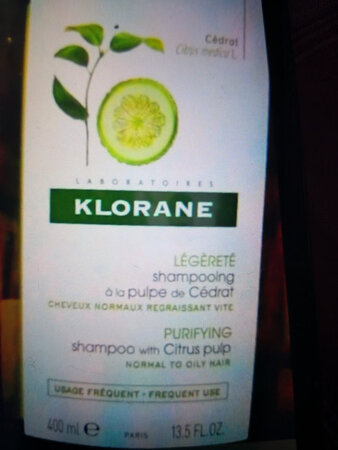 Cédrat
Citrus medica L.
LABORATOIRES
KLORANE
LÉGÈRETÉ
shampooing
à la pulpe de Cédrat
CHEVEUX NORMAUX REGRAISSANT VITE
PURIFYING
shampoo with Citrus pulp
NORMAL TO OILY HAIR
USAGE FRÉQUENT - FREQUENT USE
400 ml e PARIS 13.5 FL.OZ.